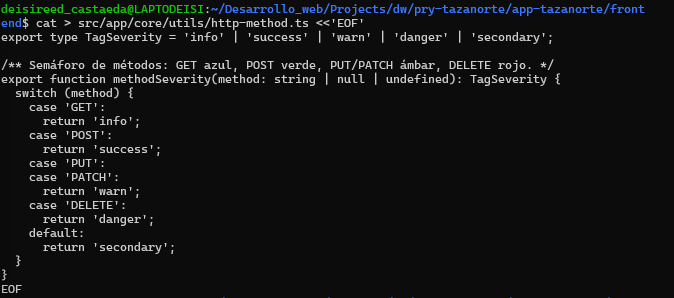 deisireed_castaeda@LAPTODEISI:~/Desarrollo_web/Projects/dw/pry-tazanorte/app-tazanorte/front
end$ cat > src/app/core/utils/http-method.ts <<'EOF'
export type TagSeverity = 'info' | 'success' | 'warn' | 'danger' | 'secondary';

/** Semáforo de métodos: GET azul, POST verde, PUT/PATCH ámbar, DELETE rojo. */
export function methodSeverity(method: string | null | undefined): TagSeverity {
  switch (method) {
    case 'GET':
      return 'info';
    case 'POST':
      return 'success';
    case 'PUT':
    case 'PATCH':
      return 'warn';
    case 'DELETE':
      return 'danger';
    default:
      return 'secondary';
  }
}
EOF